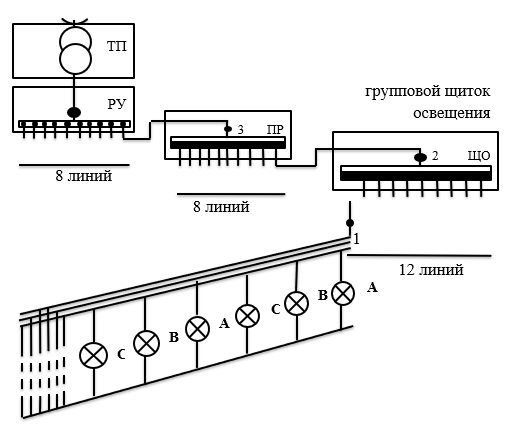 ТП
РУ
групповой щиток
освещения
3 ПР
2 ЩО
8 линий
8 линий
1
12 линий
А
В
С
А
В
С